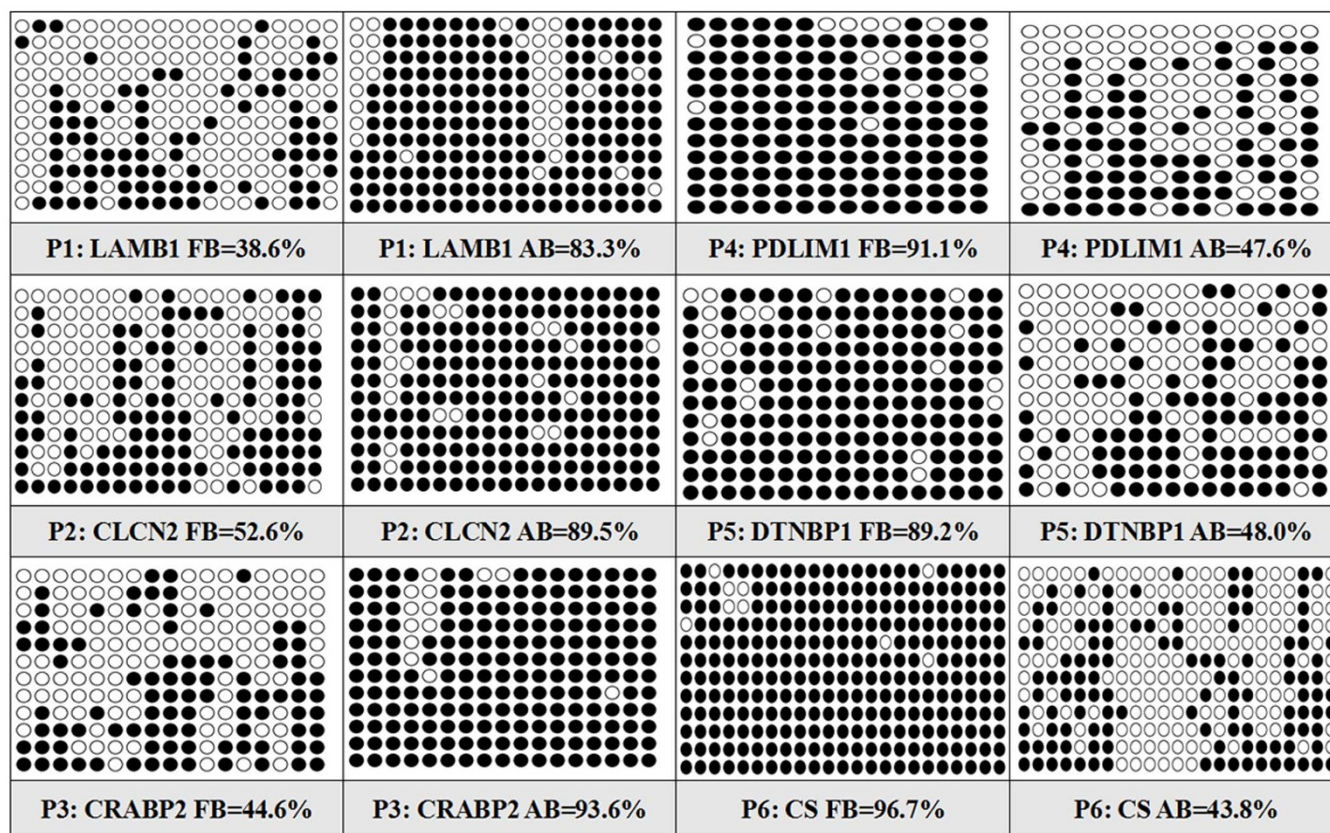 P1: LAMB1 FB=38.6%
P1: LAMB1 AB=83.3%
P4: PDLIM1 FB=91.1%
P4: PDLIM1 AB=47.6%
P2: CLCN2 FB=52.6%
P2: CLCN2 AB=89.5%
P5: DTNBP1 FB=89.2%
P5: DTNBP1 AB=48.0%
P3: CRABP2 FB=44.6%
P3: CRABP2 AB=93.6%
P6: CS FB=96.7%
P6: CS AB=43.8%